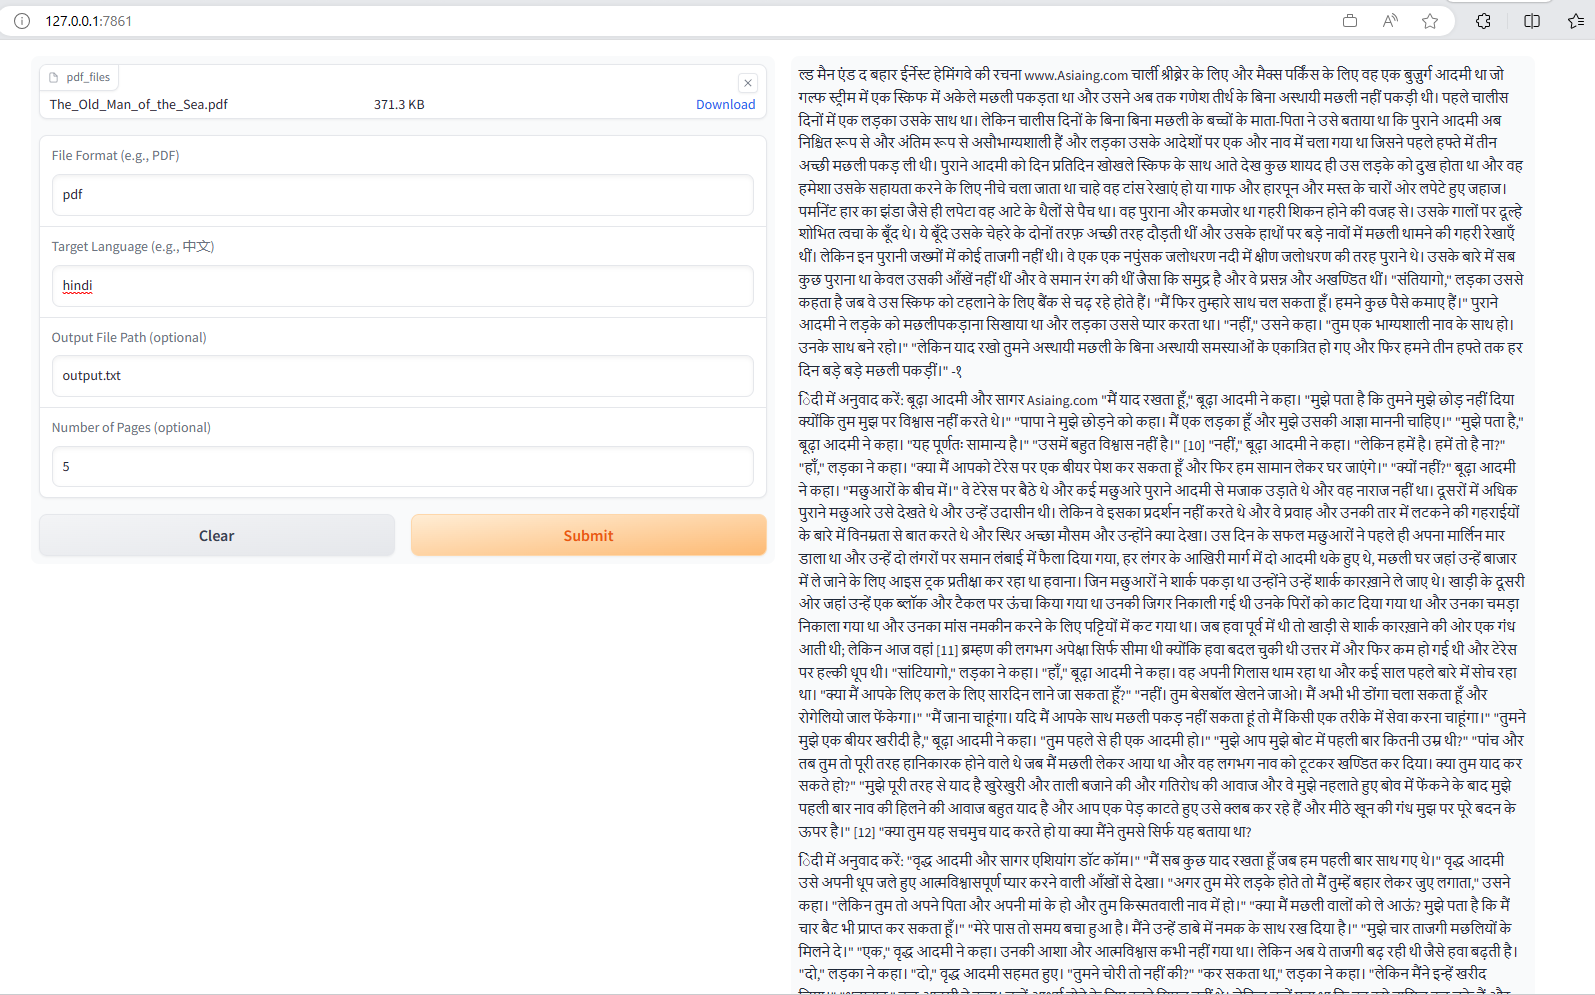 127.0.0.1:7861
pdf_files
The_Old_Man_of_the_Sea.pdf 371.3 KB Download
File Format (e.g., PDF)
pdf
Target Language (e.g., 中文)
hindi
Output File Path (optional)
output.txt
Number of Pages (optional)
5
Clear Submit
ल्ड मैन एंड द बहार ईर्नेस्ट हेमिंगवे की रचना www.Asiaing.com चार्ली श्रीब्नेर के लिए और मैक्स पर्किंस के लिए वह एक बुज़ुर्ग आदमी था जो
गल्फ स्ट्रीम में एक स्किफ में अकेले मछली पकड़ता था और उसने अब तक गणेश तीर्थ के बिना अस्थायी मछली नहीं पकड़ी थी। पहले चालीस
दिनों में एक लड़का उसके साथ था। लेकिन चालीस दिनों के बिना बिना मछली के बच्चों के माता-पिता ने उसे बताया था कि पुराने आदमी अब
निश्चित रूप से और अंतिम रूप से असौभाग्यशाली हैं और लड़का उसके आदेशों पर एक और नाव में चला गया था जिसने पहले हफ्ते में तीन
अच्छी मछली पकड़ ली थी। पुराने आदमी को दिन प्रतिदिन खोखले स्किफ के साथ आते देख कुछ शायद ही उस लड़के को दुख होता था और वह
हमेशा उसके सहायता करने के लिए नीचे चला जाता था चाहे वह टांस रेखाएं हो या गाफ और हारपून और मस्त के चारों ओर लपेटे हुए जहाज।
पर्मानेंट हार का झंडा जैसे ही लपेटा वह आटे के थैलों से पैच था। वह पुराना और कमजोर था गहरी शिकन होने की वजह से। उसके गालों पर दूल्हे
शोभित त्वचा के बूँद थे। ये बूँदे उसके चेहरे के दोनों तरफ़ अच्छी तरह दौड़ती थीं और उसके हाथों पर बड़े नावों में मछली थामने की गहरी रेखाएँ
थीं। लेकिन इन पुरानी जख्मों में कोई ताजगी नहीं थी। वे एक एक नपुंसक जलोधरण नदी में क्षीण जलोधरण की तरह पुराने थे। उसके बारे में सब
कुछ पुराना था केवल उसकी आँखें नहीं थीं और वे समान रंग की थीं जैसा कि समुद्र है और वे प्रसन्न और अखण्डित थीं। "संतियागो," लड़का उससे
कहता है जब वे उस स्किफ को टहलाने के लिए बैंक से चढ़ रहे होते हैं। "मैं फिर तुम्हारे साथ चल सकता हूँ। हमने कुछ पैसे कमाए हैं।" पुराने
आदमी ने लड़के को मछलीपकड़ाना सिखाया था और लड़का उससे प्यार करता था। "नहीं," उसने कहा। "तुम एक भाग्यशाली नाव के साथ हो।
उनके साथ बने रहो।" "लेकिन याद रखो तुमने अस्थायी मछली के बिना अस्थायी समस्याओं के एकात्रित हो गए और फिर हमने तीन हफ्ते तक हर
दिन बड़े बड़े मछली पकड़ीं।" -१
िंदी में अनुवाद करें: बूढ़ा आदमी और सागर Asiaing.com "मैं याद रखता हूँ," बूढ़ा आदमी ने कहा। "मुझे पता है कि तुमने मुझे छोड़ नहीं दिया
क्योंकि तुम मुझ पर विश्वास नहीं करते थे।" "पापा ने मुझे छोड़ने को कहा। मैं एक लड़का हूँ और मुझे उसकी आज्ञा माननी चाहिए।" "मुझे पता है,"
बूढ़ा आदमी ने कहा। "यह पूर्णतः सामान्य है।" "उसमें बहुत विश्वास नहीं है।" [10] "नहीं," बूढ़ा आदमी ने कहा। "लेकिन हमें है। हमें तो है ना?"
"हाँ," लड़का ने कहा। "क्या मैं आपको टेरेस पर एक बीयर पेश कर सकता हूँ और फिर हम सामान लेकर घर जाएंगे।" "क्यों नहीं?" बूढ़ा आदमी
ने कहा। "मछुआरों के बीच में।" वे टेरेस पर बैठे थे और कई मछुआरे पुराने आदमी से मजाक उड़ाते थे और वह नाराज नहीं था। दूसरों में अधिक
पुराने मछुआरे उसे देखते थे और उन्हें उदासीन थी। लेकिन वे इसका प्रदर्शन नहीं करते थे और वे प्रवाह और उनकी तार में लटकने की गहराईयों
के बारे में विनम्रता से बात करते थे और स्थिर अच्छा मौसम और उन्होंने क्या देखा। उस दिन के सफल मछुआरों ने पहले ही अपना मार्लिन मार
डाला था और उन्हें दो लंगरों पर समान लंबाई में फैला दिया गया, हर लंगर के आखिरी मार्ग में दो आदमी थके हुए थे, मछली घर जहां उन्हें बाजार
में ले जाने के लिए आइस ट्रक प्रतीक्षा कर रहा था हवाना। जिन मछुआरों ने शार्क पकड़ा था उन्होंने उन्हें शार्क कारख़ाने ले जाए थे। खाड़ी के दूसरी
ओर जहां उन्हें एक ब्लॉक और टैकल पर ऊंचा किया गया था उनकी जिगर निकाली गई थी उनके पिरों को काट दिया गया था और उनका चमड़ा
निकाला गया था और उनका मांस नमकीन करने के लिए पट्टियों में कट गया था। जब हवा पूर्व में थी तो खाड़ी से शार्क कारख़ाने की ओर एक गंध
आती थी; लेकिन आज वहां [11] ब्रम्हण की लगभग अपेक्षा सिर्फ सीमा थी क्योंकि हवा बदल चुकी थी उत्तर में और फिर कम हो गई थी और टेरेस
पर हल्की धूप थी। "सांटियागो," लड़का ने कहा। "हाँ," बूढ़ा आदमी ने कहा। वह अपनी गिलास थाम रहा था और कई साल पहले बारे में सोच रहा
था। "क्या मैं आपके लिए कल के लिए सारदिन लाने जा सकता हूँ?" "नहीं। तुम बेसबॉल खेलने जाओ। मैं अभी भी डोंगा चला सकता हूँ और
रोगेलियो जाल फेंकेगा।" "मैं जाना चाहूंगा। यदि मैं आपके साथ मछली पकड़ नहीं सकता हूं तो मैं किसी एक तरीके में सेवा करना चाहूंगा।" "तुमने
मुझे एक बीयर खरीदी है," बूढ़ा आदमी ने कहा। "तुम पहले से ही एक आदमी हो।" "मुझे आप मुझे बोट में पहली बार कितनी उम्र थी?" "पांच और
तब तुम तो पूरी तरह हानिकारक होने वाले थे जब मैं मछली लेकर आया था और वह लगभग नाव को टूटकर खण्डित कर दिया। क्या तुम याद कर
सकते हो?" "मुझे पूरी तरह से याद है खुरेखुरी और ताली बजाने की और गतिरोध की आवाज और वे मुझे नहलाते हुए बोव में फेंकने के बाद मुझे
पहली बार नाव की हिलने की आवाज बहुत याद है और आप एक पेड़ काटते हुए उसे क्लब कर रहे हैं और मीठे खून की गंध मुझ पर पूरे बदन के
ऊपर है।" [12] "क्या तुम यह सचमुच याद करते हो या क्या मैंने तुमसे सिर्फ यह बताया था?
िंदी में अनुवाद करें: "वृद्ध आदमी और सागर एशियांग डॉट कॉम।" "मैं सब कुछ याद रखता हूँ जब हम पहली बार साथ गए थे।" वृद्ध आदमी
उसे अपनी धूप जले हुए आत्मविश्वासपूर्ण प्यार करने वाली आँखों से देखा। "अगर तुम मेरे लड़के होते तो मैं तुम्हें बहार लेकर जुए लगाता," उसने
कहा। "लेकिन तुम तो अपने पिता और अपनी मां के हो और तुम किस्मतवाली नाव में हो।" "क्या मैं मछली वालों को ले आऊं? मुझे पता है कि मैं
चार बैट भी प्राप्त कर सकता हूँ।" "मेरे पास तो समय बचा हुआ है। मैंने उन्हें डाबे में नमक के साथ रख दिया है।" "मुझे चार ताजगी मछलियों के
मिलने दे।" "एक," वृद्ध आदमी ने कहा। उनकी आशा और आत्मविश्वास कभी नहीं गया था। लेकिन अब ये ताजगी बढ़ रही थी जैसे हवा बढ़ती है।
"दो," लड़का ने कहा। "दो," वृद्ध आदमी सहमत हुए। "तुमने चोरी तो नहीं की?" "कर सकता था," लड़का ने कहा। "लेकिन मैंने इन्हें खरीद